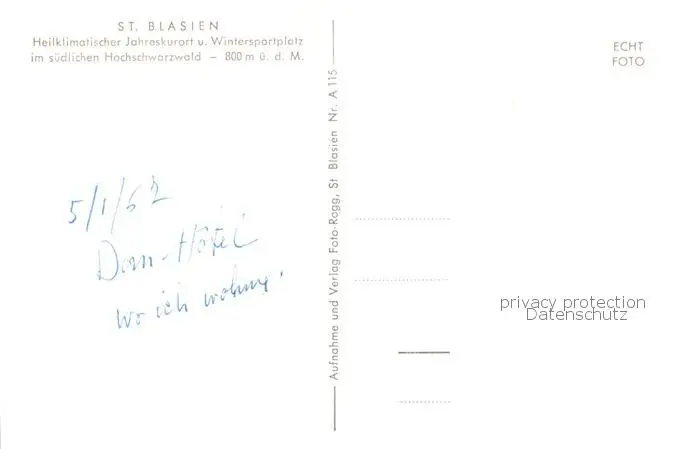 ST. BLASIEN
Heilklimatischer Jahreskurort u. Wintersportplatz
im südlichen Hochschwarzwald – 800 m ü. d. M.
5/1/62
Dom-Hotel
wo ich wohne.
Aufnahme und Verlag Foto-Rogg, St Blasien Nr. A 115
ECHT
FOTO
privacy protection
Datenschutz